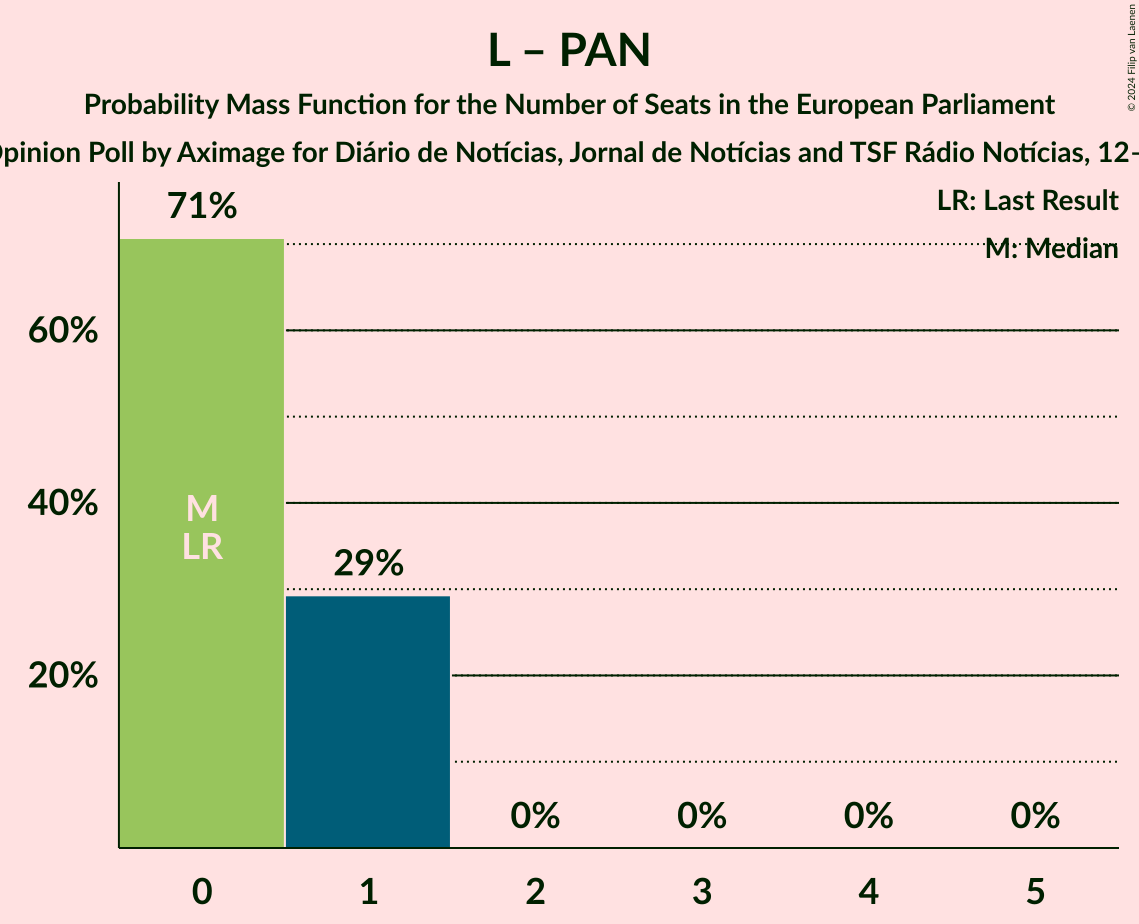 L – PAN
Probability Mass Function for the Number of Seats in the European Parliament
pinion Poll by Aximage for Diário de Notícias, Jornal de Notícias and TSF Rádio Notícias, 12–
© 2024 Filip van Laenen
LR: Last Result
M: Median
71%
60%
40%
20%
M
LR
29%
0%
0%
0%
0%
0
1
2
3
4
5